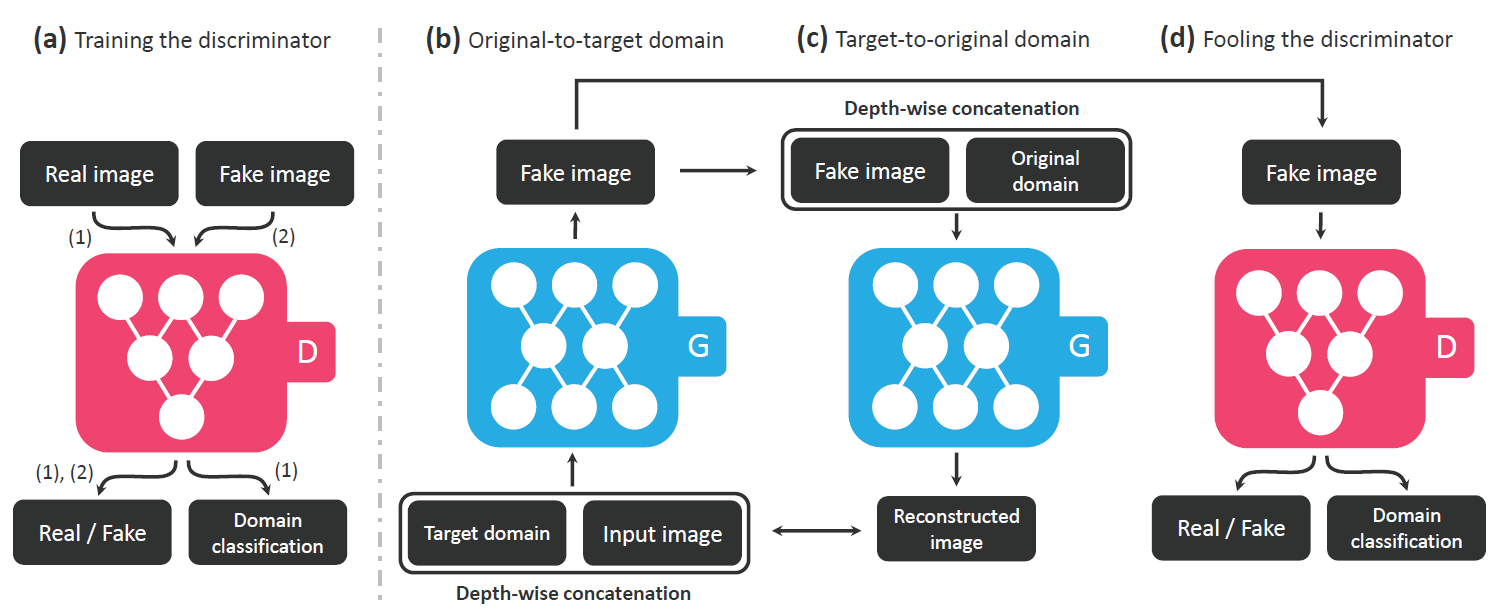 (a) Training the discriminator
Real image
Fake image
(1)
(2)
D
(1), (2)
(1)
Real / Fake
Domain
classification
(b) Original-to-target domain
Fake image
G
Target domain
Input image
Depth-wise concatenation
(c) Target-to-original domain
Depth-wise concatenation
Fake image
Original
domain
G
Reconstructed
image
(d) Fooling the discriminator
Fake image
D
Real / Fake
Domain
classification